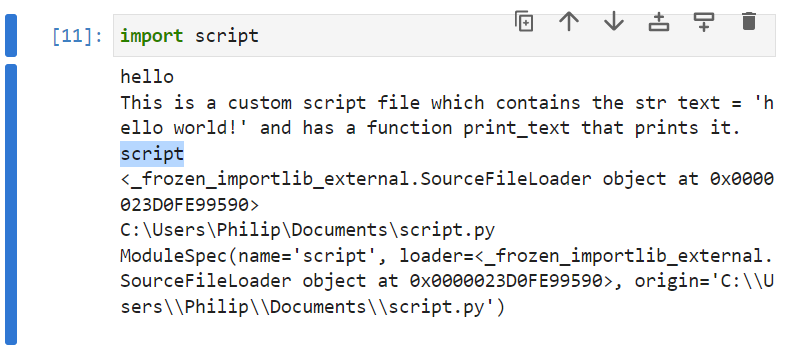 [11]: import script
hello
This is a custom script file which contains the str text = 'h
ello world!' and has a function print_text that prints it.
script
<_frozen_importlib_external.SourceFileLoader object at 0x0000
023D0FE99590>
C:\Users\Philip\Documents\script.py
ModuleSpec(name='script', loader=<_frozen_importlib_external.
SourceFileLoader object at 0x0000023D0FE99590>, origin='C:\\U
sers\\Philip\\Documents\\script.py')